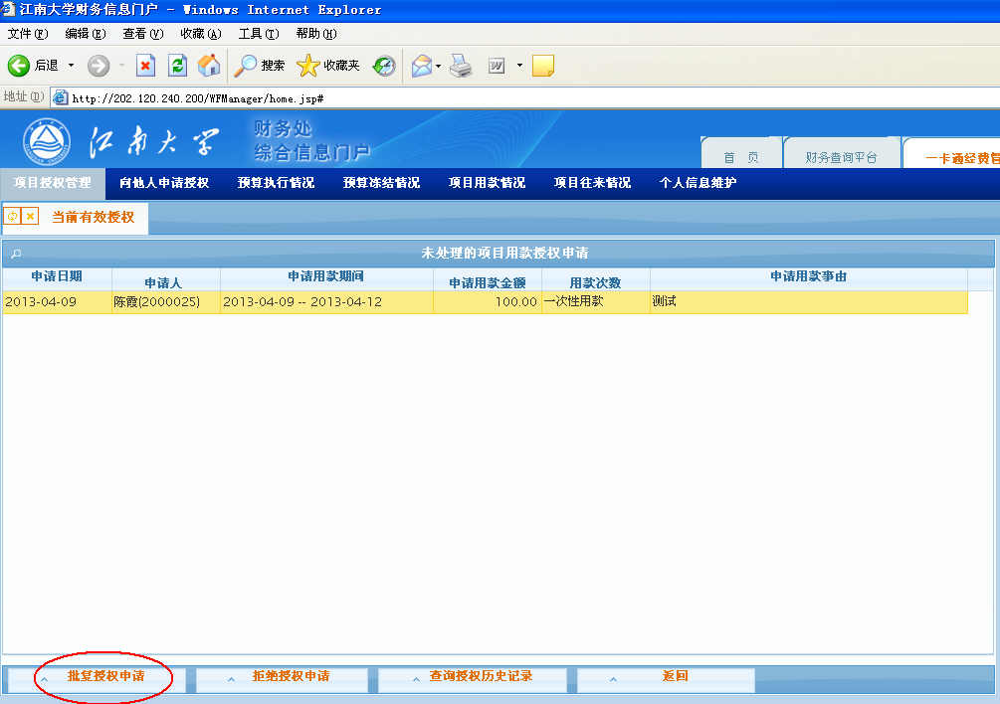 江南大学财务信息门户 - Windows Internet Explorer
文件(F) 编辑(E) 查看(V) 收藏(A) 工具(T) 帮助(H)
后退 搜索 收藏夹
地址(D) http://202.120.240.200/WFManager/home.jsp#
江南大学 财务处
综合信息门户
首 页 财务查询平台 一卡通经费管
项目授权管理 向他人申请授权 预算执行情况 预算冻结情况 项目用款情况 项目往来情况 个人信息维护
当前有效授权
未处理的项目用款授权申请
申请日期 申请人 申请用款期间 申请用款金额 用款次数 申请用款事由
2013-04-09 陈霞(2000025) 2013-04-09 -- 2013-04-12 100.00 一次性用款 测试
批复授权申请 拒绝授权申请 查询授权历史记录 返回